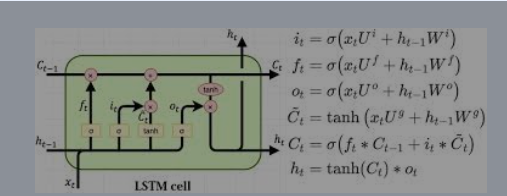 h_t
i_t = σ(x_t U^i + h_{t-1} W^i)
C_{t-1}
C_t
f_t = σ(x_t U^f + h_{t-1} W^f)
tanh
o_t = σ(x_t U^o + h_{t-1} W^o)
f_t
i_t
C̃_t
o_t
C̃_t = tanh (x_t U^g + h_{t-1} W^g)
σ σ tanh σ
h_{t-1}
h_t
C_t = σ(f_t * C_{t-1} + i_t * C̃_t)
x_t
h_t = tanh(C_t) * o_t
LSTM cell